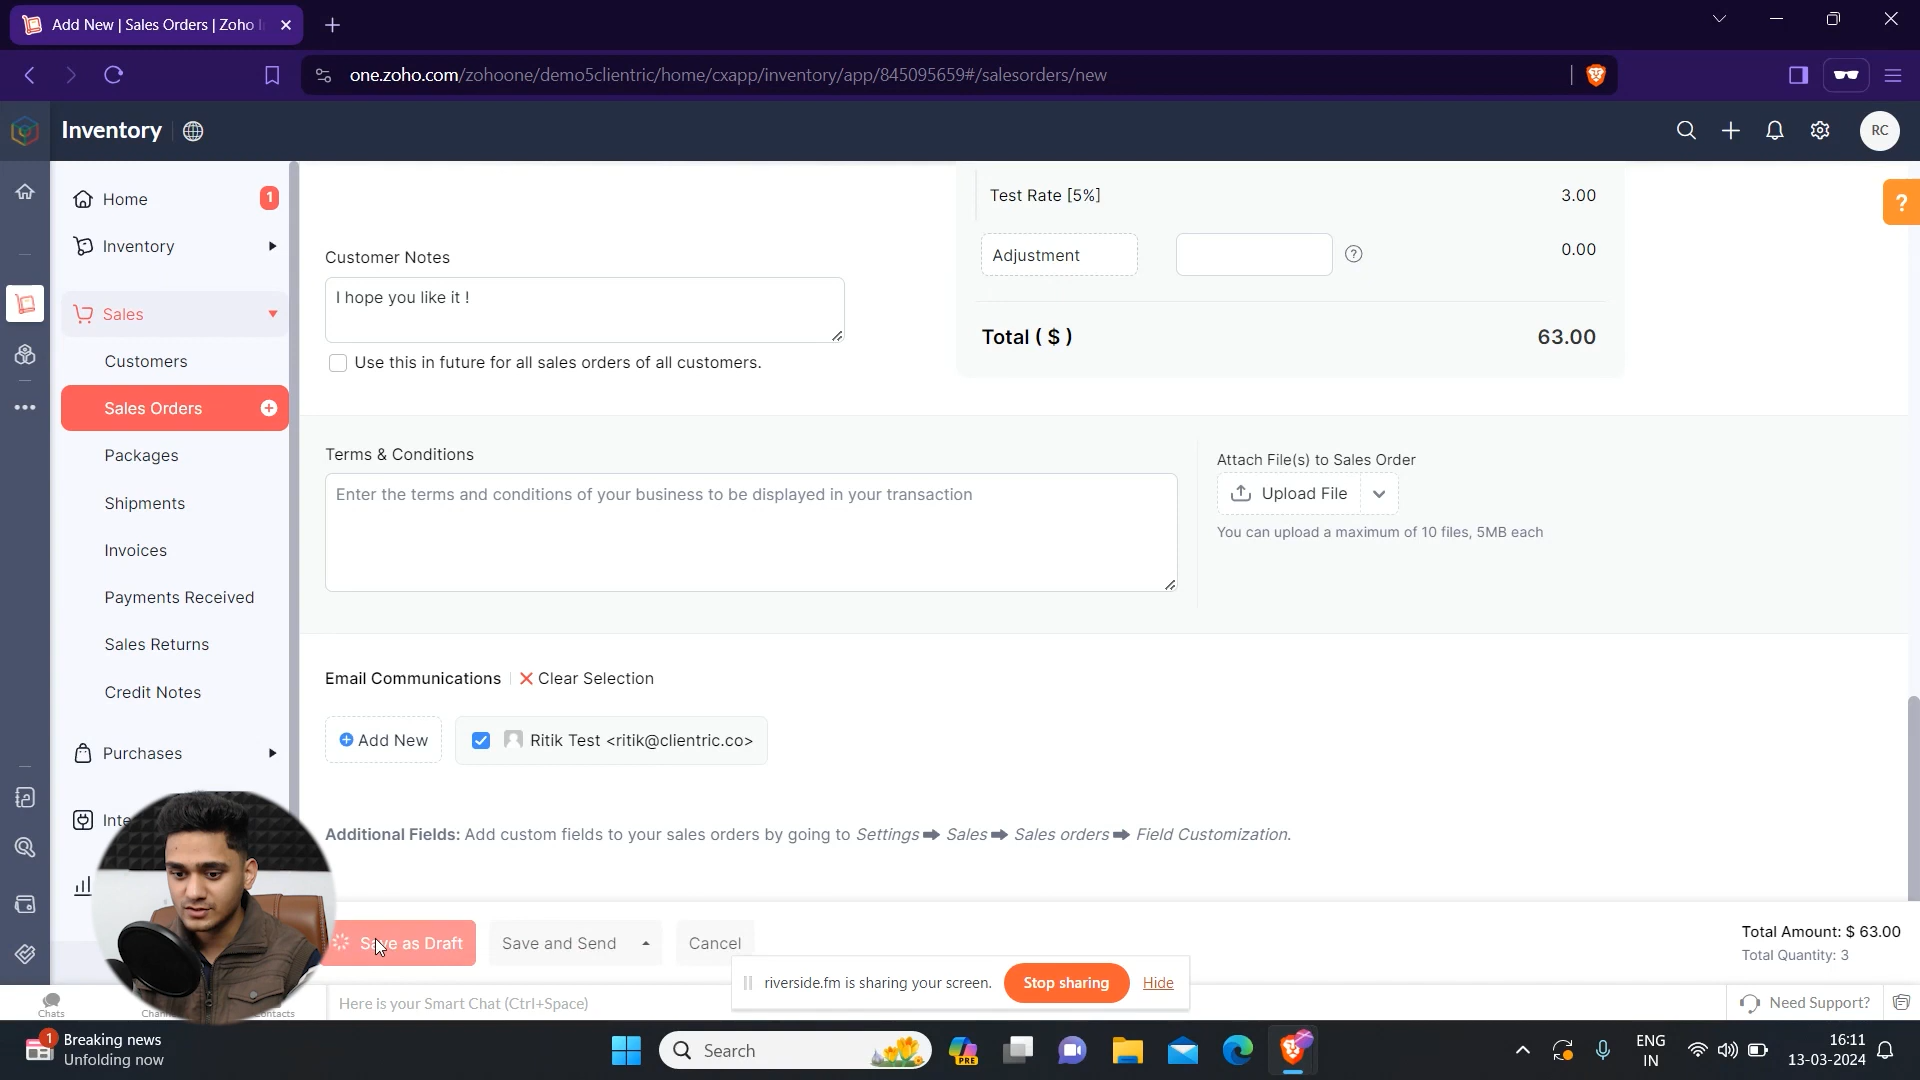 Add New | Sales Orders | Zoho I
one.zoho.com/zohoone/demo5clientric/home/cxapp/inventory/app/845095659#/salesorders/new
Inventory
RC
Home
1
Inventory
Sales
Customers
Sales Orders
Packages
Shipments
Invoices
Payments Received
Sales Returns
Credit Notes
Purchases
Inte
Test Rate [5%]
3.00
Adjustment
0.00
Total ( $ )
63.00
?
Customer Notes
I hope you like it !
Use this in future for all sales orders of all customers.
Terms & Conditions
Enter the terms and conditions of your business to be displayed in your transaction
Attach File(s) to Sales Order
Upload File
You can upload a maximum of 10 files, 5MB each
Email Communications
Clear Selection
Add New
Ritik Test <ritik@clientric.co>
Additional Fields: Add custom fields to your sales orders by going to Settings ➡ Sales ➡ Sales orders ➡ Field Customization.
Save as Draft
Save and Send
Cancel
Total Amount: $ 63.00
Total Quantity: 3
riverside.fm is sharing your screen.
Stop sharing
Hide
Chats
Here is your Smart Chat (Ctrl+Space)
Need Support?
1
Breaking news
Unfolding now
Search
PRE
ENG
IN
16:11
13-03-2024